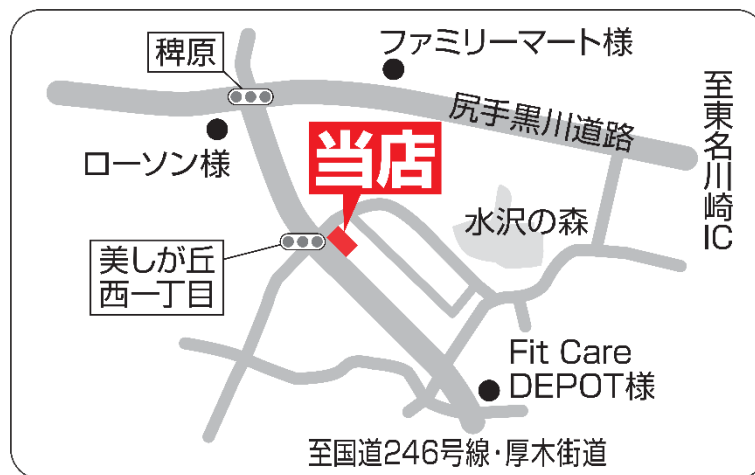 稗原
ファミリーマート様
尻手黒川道路
至東名川崎IC
ローソン様
当店
水沢の森
美しが丘
西一丁目
Fit Care
DEPOT様
至国道246号線・厚木街道